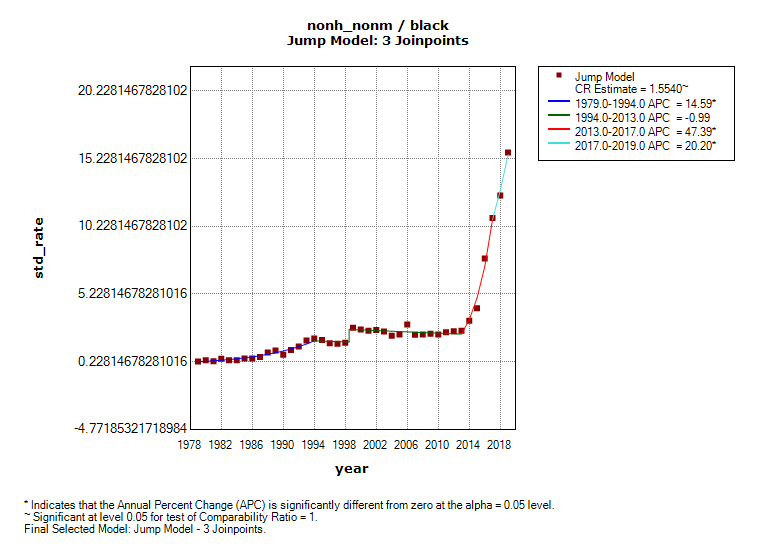 nonh_nonm / black
Jump Model: 3 Joinpoints
20.2281467828102
15.2281467828102
10.2281467828102
5.22814678281016
0.22814678281016
-4.77185321718984
std_rate
1978 1982 1986 1990 1994 1998 2002 2006 2010 2014 2018
year
Jump Model
CR Estimate = 1.5540~
1979.0-1994.0 APC = 14.59*
1994.0-2013.0 APC = -0.99
2013.0-2017.0 APC = 47.39*
2017.0-2019.0 APC = 20.20*
* Indicates that the Annual Percent Change (APC) is significantly different from zero at the alpha = 0.05 level.
~ Significant at level 0.05 for test of Comparability Ratio = 1.
Final Selected Model: Jump Model - 3 Joinpoints.